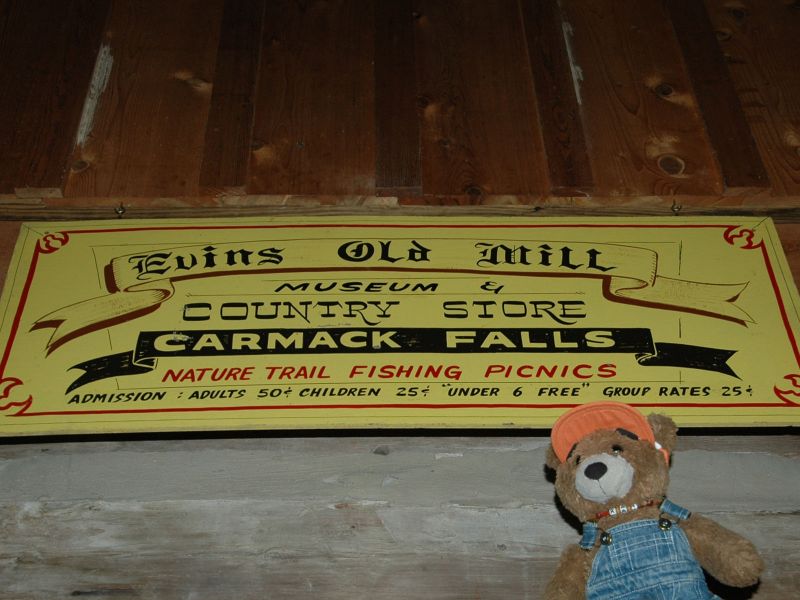 Evins Old Mill
MUSEUM &
COUNTRY STORE
CARMACK FALLS
NATURE TRAIL FISHING PICNICS
ADMISSION : ADULTS 50¢ CHILDREN 25¢ "UNDER 6 FREE" GROUP RATES 25¢